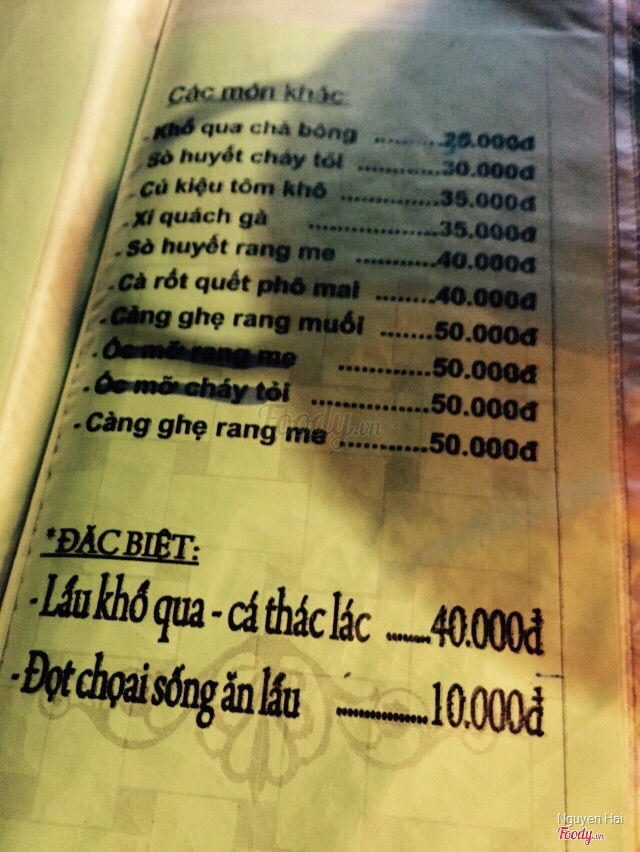 Các món khác
- Khổ qua chà bông ..........25.000đ
- Sò huyết cháy tỏi ...............30.000đ
- Củ kiệu tôm khô ...............35.000đ
- Xí quách gà ....................35.000đ
- Sò huyết rang me ............40.000đ
- Cà rốt quết phô mai ........40.000đ
- Càng ghẹ rang muối .......50.000đ
- Ốc mỡ rang me ............50.000đ
- Ốc mỡ cháy tỏi ...............50.000đ
- Càng ghẹ rang me ............50.000đ
Foody.vn
*ĐẶC BIỆT:
- Lẩu khổ qua - cá thác lác .......40.000đ
- Đọt choại sống ăn lẩu ................10.000đ
Nguyen Hai
Foody.vn